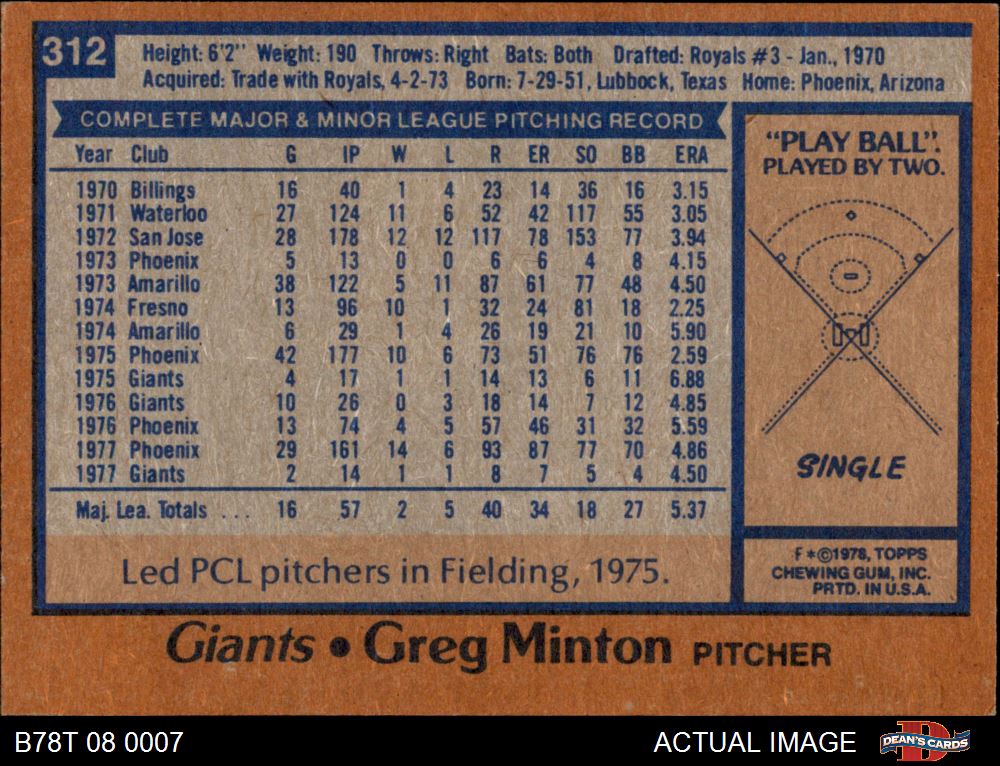 312
Height: 6'2" Weight: 190 Throws: Right Bats: Both Drafted: Royals #3 - Jan., 1970
Acquired: Trade with Royals, 4-2-73 Born: 7-29-51, Lubbock, Texas Home: Phoenix, Arizona
COMPLETE MAJOR & MINOR LEAGUE PITCHING RECORD
Year Club G IP W L R ER SO BB ERA
1970 Billings 16 40 1 4 23 14 36 16 3.15
1971 Waterloo 27 124 11 6 52 42 117 55 3.05
1972 San Jose 28 178 12 12 117 78 153 77 3.94
1973 Phoenix 5 13 0 0 6 6 4 8 4.15
1973 Amarillo 38 122 5 11 87 61 77 48 4.50
1974 Fresno 13 96 10 1 32 24 81 18 2.25
1974 Amarillo 6 29 1 4 26 19 21 10 5.90
1975 Phoenix 42 177 10 6 73 51 76 76 2.59
1975 Giants 4 17 1 1 14 13 6 11 6.88
1976 Giants 10 26 0 3 18 14 7 12 4.85
1976 Phoenix 13 74 4 5 57 46 31 32 5.59
1977 Phoenix 29 161 14 6 93 87 77 70 4.86
1977 Giants 2 14 1 1 8 7 5 4 4.50
Maj. Lea. Totals ... 16 57 2 5 40 34 18 27 5.37
Led PCL pitchers in Fielding, 1975.
"PLAY BALL".
PLAYED BY TWO.
SINGLE
F*©1978, TOPPS
CHEWING GUM, INC.
PRTD. IN U.S.A.
Giants • Greg Minton PITCHER
B78T 08 0007
ACTUAL IMAGE
D
DEAN'S CARDS